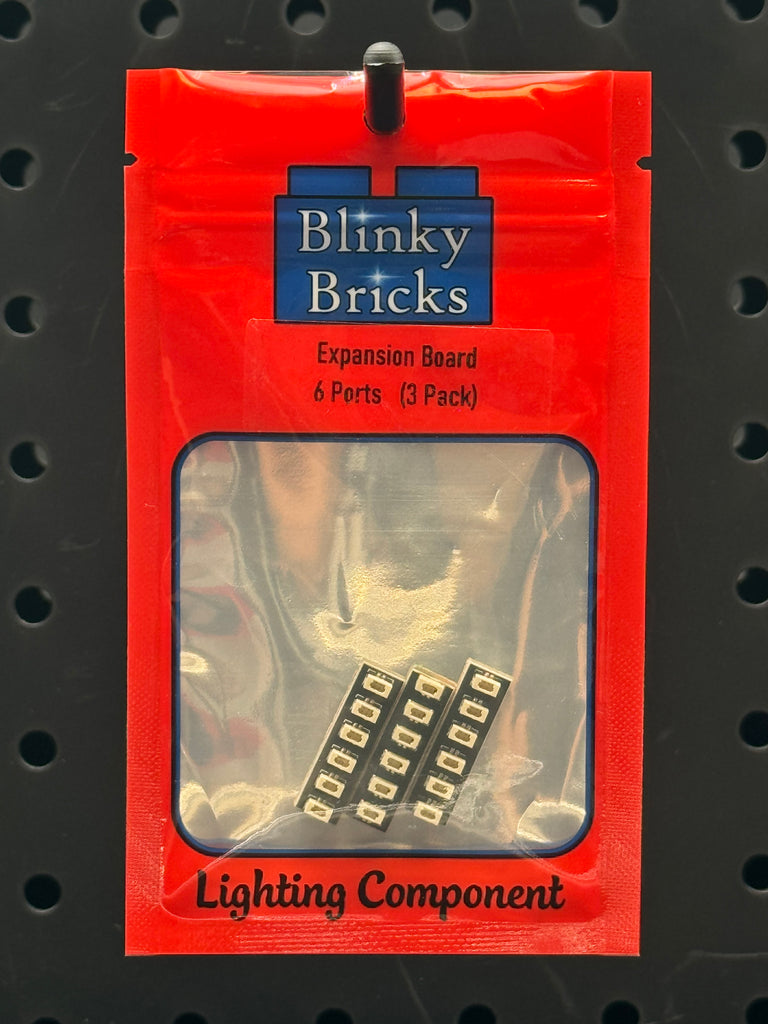 Blinky
Bricks
Expansion Board
6 Ports (3 Pack)
Lighting Component